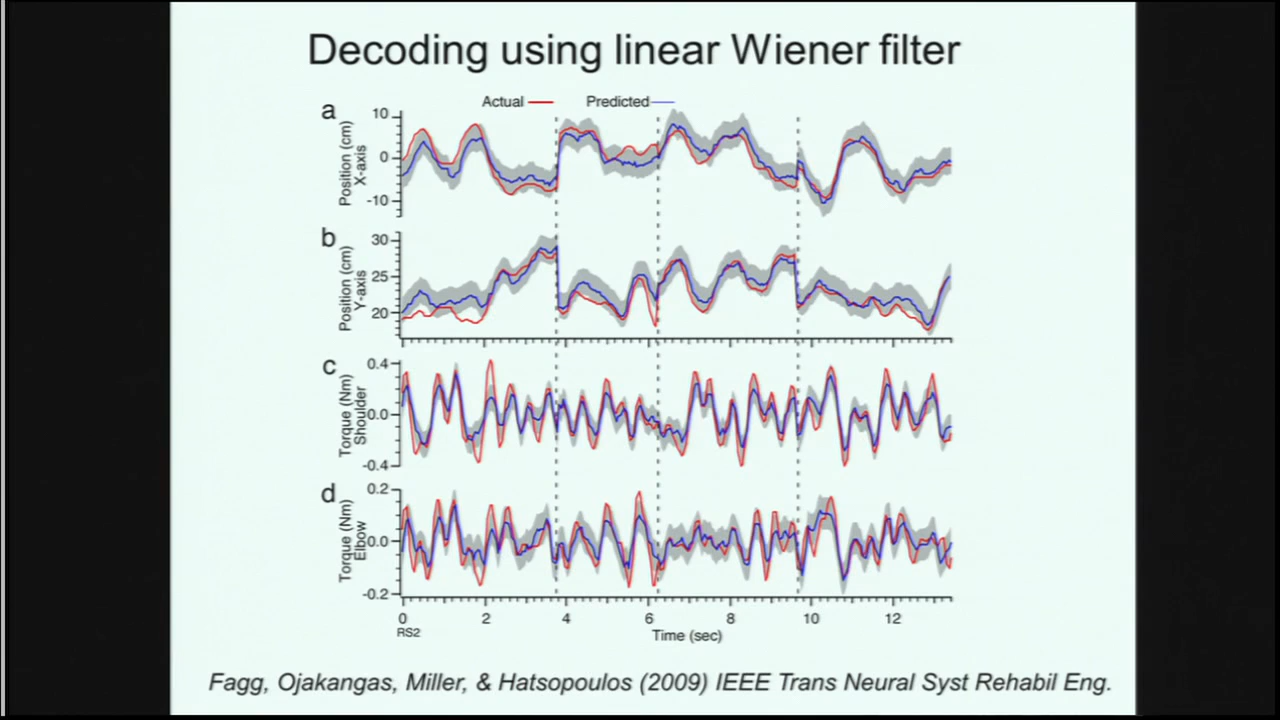 Decoding using linear Wiener filter
Actual
Predicted
a
Position (cm)
X-axis
10
0
-10
b
Position (cm)
Y-axis
30
25
20
c
Torque (Nm)
Shoulder
0.4
0.0
-0.4
d
Torque (Nm)
Elbow
0.2
0.0
-0.2
0 2 4 6 8 10 12
RS2
Time (sec)
Fagg, Ojakangas, Miller, & Hatsopoulos (2009) IEEE Trans Neural Syst Rehabil Eng.